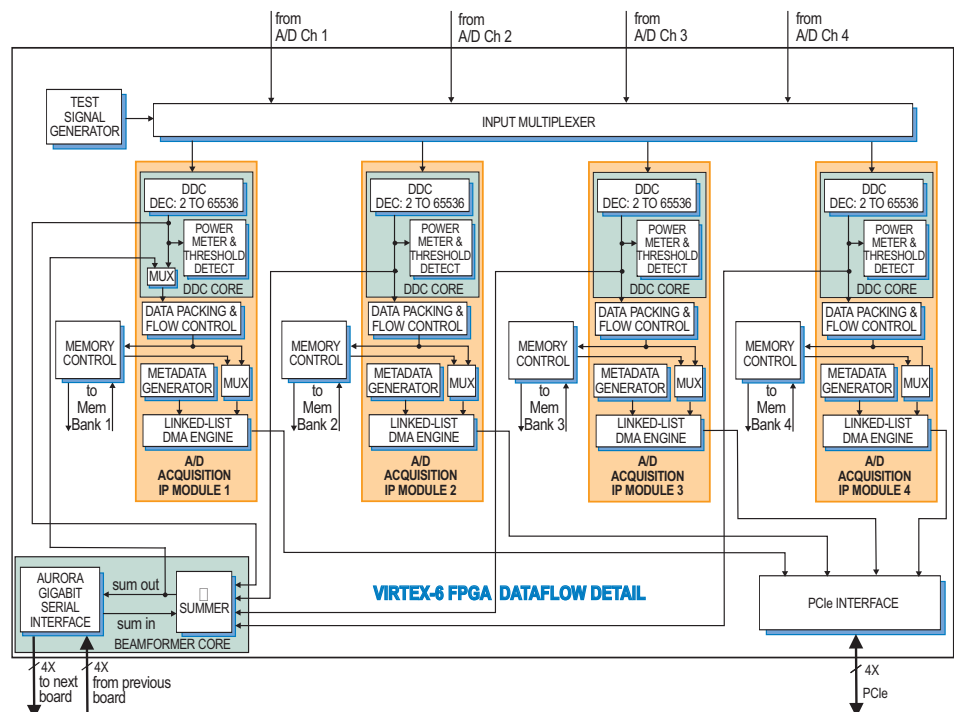 from
A/D Ch 1
from
A/D Ch 2
from
A/D Ch 3
from
A/D Ch 4
TEST
SIGNAL
GENERATOR
INPUT MULTIPLEXER
DDC
DEC: 2 TO 65536
POWER
METER &
THRESHOLD
DETECT
MUX
DDC CORE
DATA PACKING &
FLOW CONTROL
MEMORY
CONTROL
METADATA
GENERATOR
MUX
to
Mem
Bank 1
LINKED-LIST
DMA ENGINE
A/D
ACQUISITION
IP MODULE 1
DDC
DEC: 2 TO 65536
POWER
METER &
THRESHOLD
DETECT
DDC CORE
DATA PACKING &
FLOW CONTROL
MEMORY
CONTROL
METADATA
GENERATOR
MUX
to
Mem
Bank 2
LINKED-LIST
DMA ENGINE
A/D
ACQUISITION
IP MODULE 2
DDC
DEC: 2 TO 65536
POWER
METER &
THRESHOLD
DETECT
DDC CORE
DATA PACKING &
FLOW CONTROL
MEMORY
CONTROL
METADATA
GENERATOR
MUX
to
Mem
Bank 3
LINKED-LIST
DMA ENGINE
A/D
ACQUISITION
IP MODULE 3
DDC
DEC: 2 TO 65536
POWER
METER &
THRESHOLD
DETECT
DDC CORE
DATA PACKING &
FLOW CONTROL
MEMORY
CONTROL
METADATA
GENERATOR
MUX
to
Mem
Bank 4
LINKED-LIST
DMA ENGINE
A/D
ACQUISITION
IP MODULE 4
AURORA
GIGABIT
SERIAL
INTERFACE
sum out
sum in
SUMMER
BEAMFORMER CORE
VIRTEX-6 FPGA DATAFLOW DETAIL
PCIe INTERFACE
4X
to next
board
4X
from previous
board
4X
PCIe